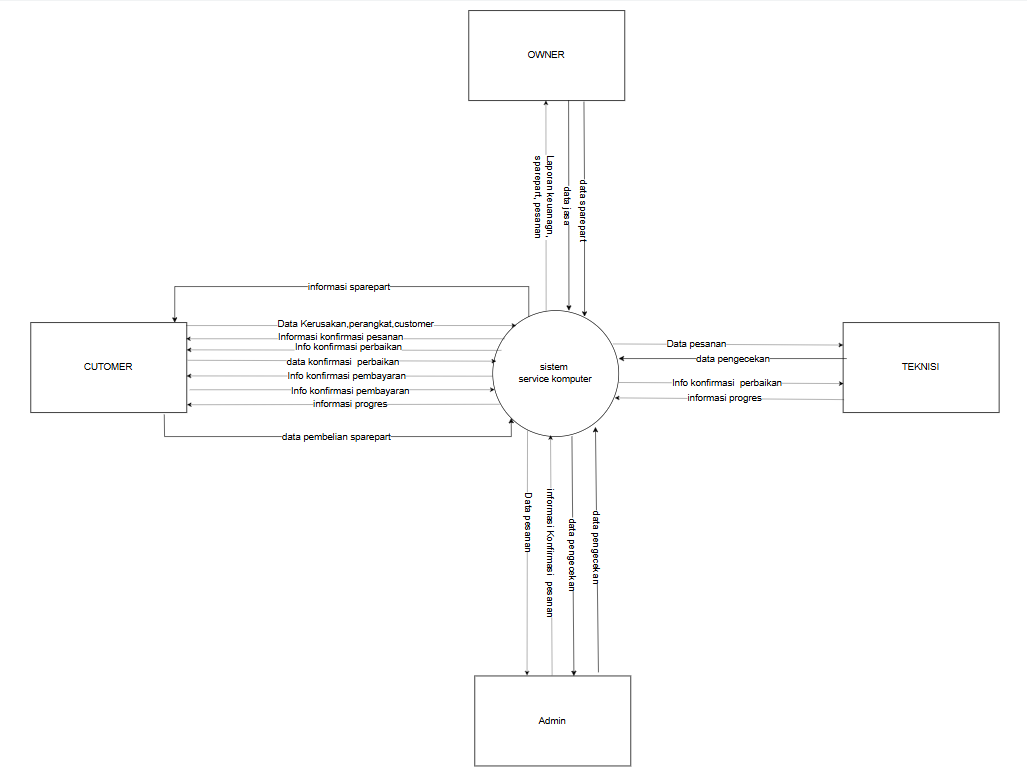 OWNER
Laporan keuanagn,
sparepart, pesanan
data jasa
data sparepart
informasi sparepart
Data Kerusakan,perangkat,customer
Informasi konfirmasi pesanan
Info konfirmasi perbaikan
data konfirmasi perbaikan
Info konfirmasi pembayaran
Info konfirmasi pembayaran
informasi progres
data pembelian sparepart
CUTOMER
sistem
service komputer
Data pesanan
data pengecekan
Info konfirmasi perbaikan
informasi progres
TEKNISI
Data pesanan
informasi Konfirmasi pesanan
data pengecekan
data pengecekan
Admin